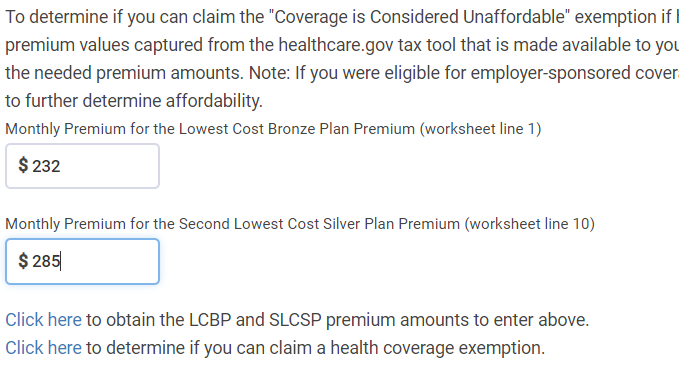 To determine if you can claim the "Coverage is Considered Unaffordable" exemption if
premium values captured from the healthcare.gov tax tool that is made available to you
the needed premium amounts. Note: If you were eligible for employer-sponsored
to further determine affordability.
Monthly Premium for the Lowest Cost Bronze Plan Premium (worksheet line 1)
$ 232
Monthly Premium for the Second Lowest Cost Silver Plan Premium (worksheet line 10)
$ 285
Click here to obtain the LCBP and SLCSP premium amounts to enter above.
Click here to determine if you can claim a health coverage exemption.